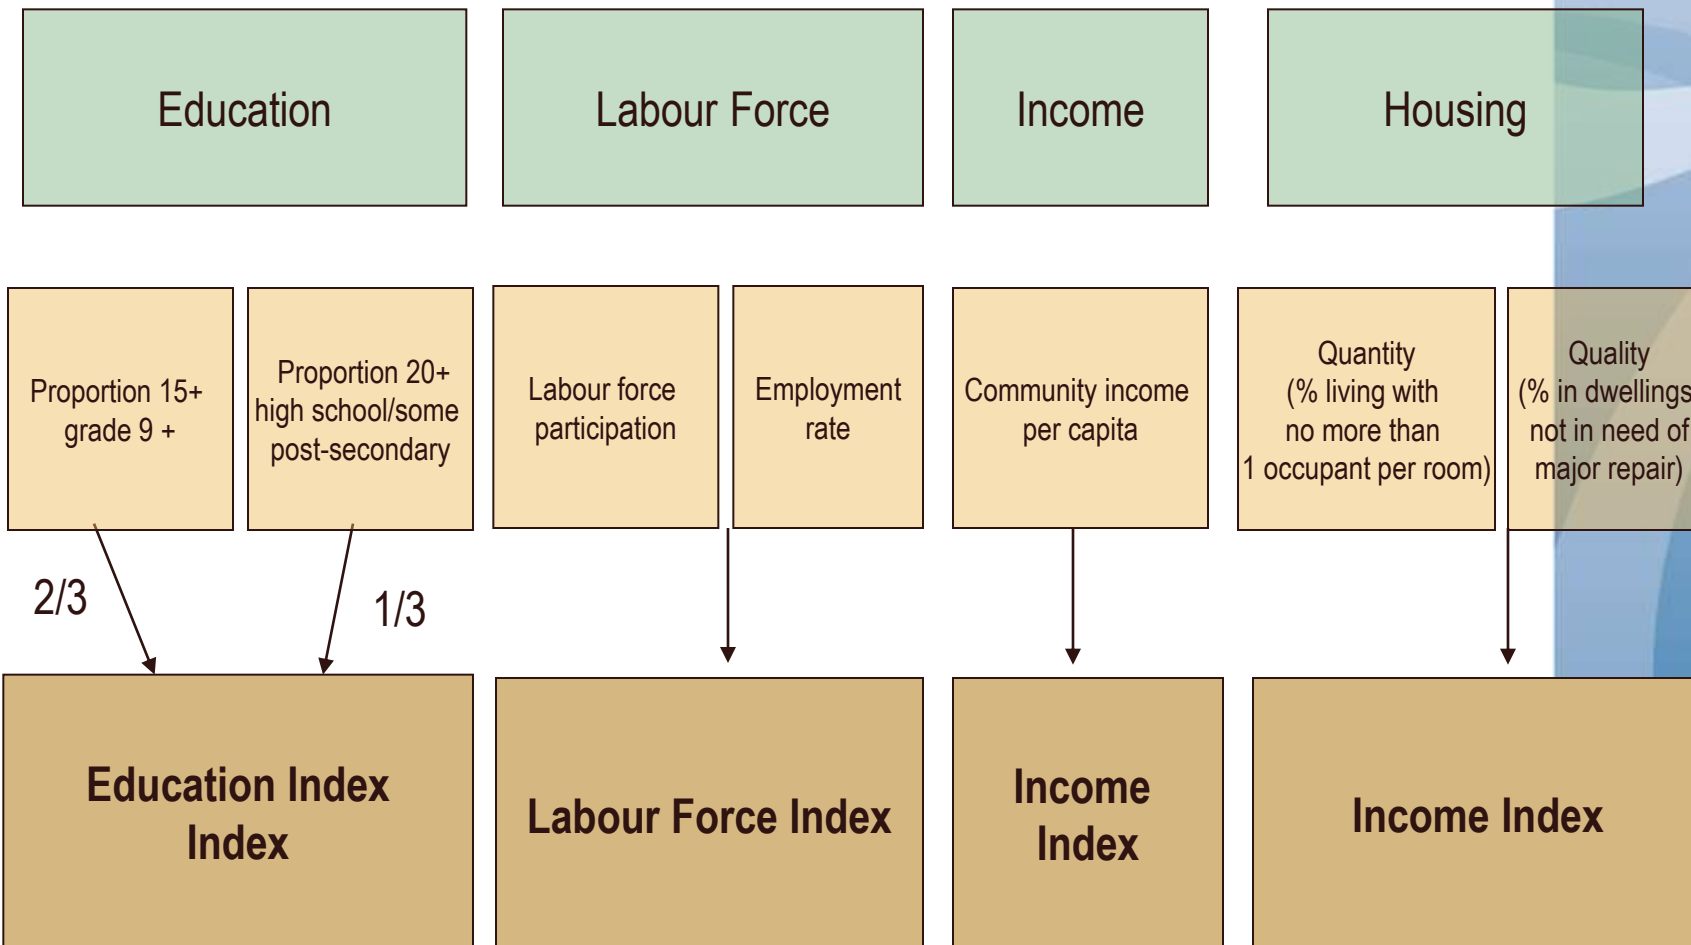 Education
Labour Force
Income
Housing
Proportion 15+
grade 9 +
Proportion 20+
high school/some
post-secondary
Labour force
participation
Employment
rate
Community income
per capita
Quantity
(% living with
no more than
1 occupant per room)
Quality
(% in dwellings
not in need of
major repair)
2/3
1/3
Education Index
Index
Labour Force Index
Income
Index
Income Index